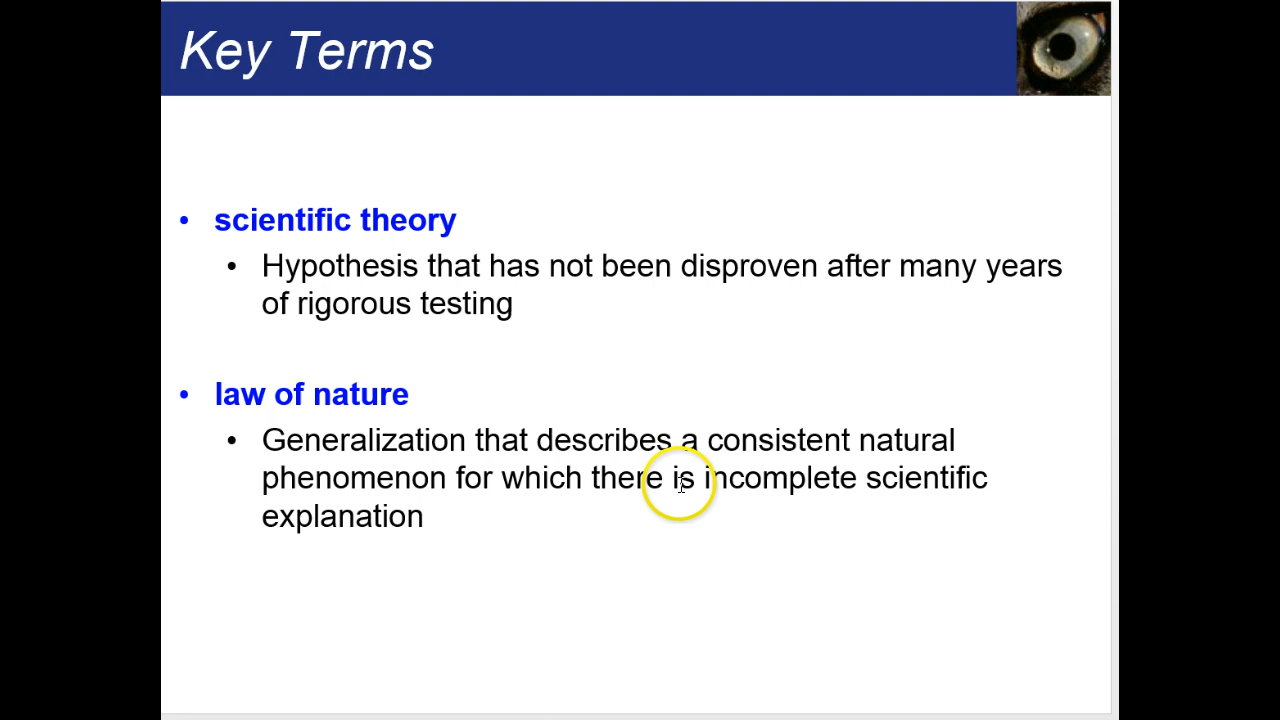 Key Terms
• scientific theory
• Hypothesis that has not been disproven after many years
of rigorous testing
• law of nature
• Generalization that describes a consistent natural
phenomenon for which there is incomplete scientific
explanation